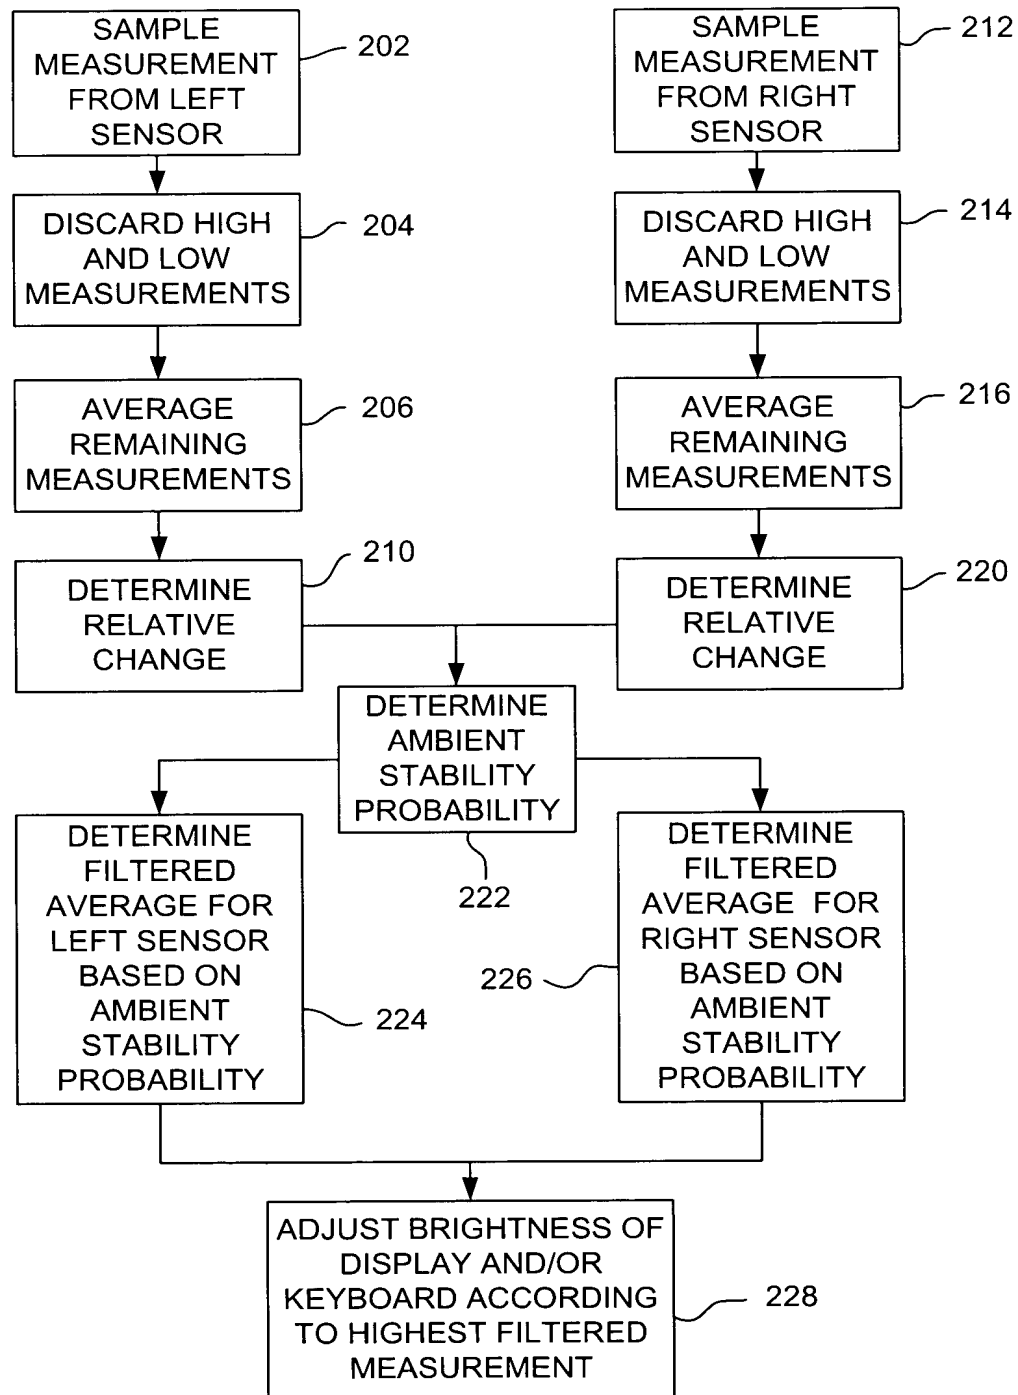 SAMPLE
MEASUREMENT
FROM LEFT
SENSOR
202
SAMPLE
MEASUREMENT
FROM RIGHT
SENSOR
212
DISCARD HIGH
AND LOW
MEASUREMENTS
204
DISCARD HIGH
AND LOW
MEASUREMENTS
214
AVERAGE
REMAINING
MEASUREMENTS
206
AVERAGE
REMAINING
MEASUREMENTS
216
DETERMINE
RELATIVE
CHANGE
210
DETERMINE
RELATIVE
CHANGE
220
DETERMINE
AMBIENT
STABILITY
PROBABILITY
222
DETERMINE
FILTERED
AVERAGE FOR
LEFT SENSOR
BASED ON
AMBIENT
STABILITY
PROBABILITY
224
DETERMINE
FILTERED
AVERAGE FOR
RIGHT SENSOR
BASED ON
AMBIENT
STABILITY
PROBABILITY
226
ADJUST BRIGHTNESS OF
DISPLAY AND/OR
KEYBOARD ACCORDING
TO HIGHEST FILTERED
MEASUREMENT
228